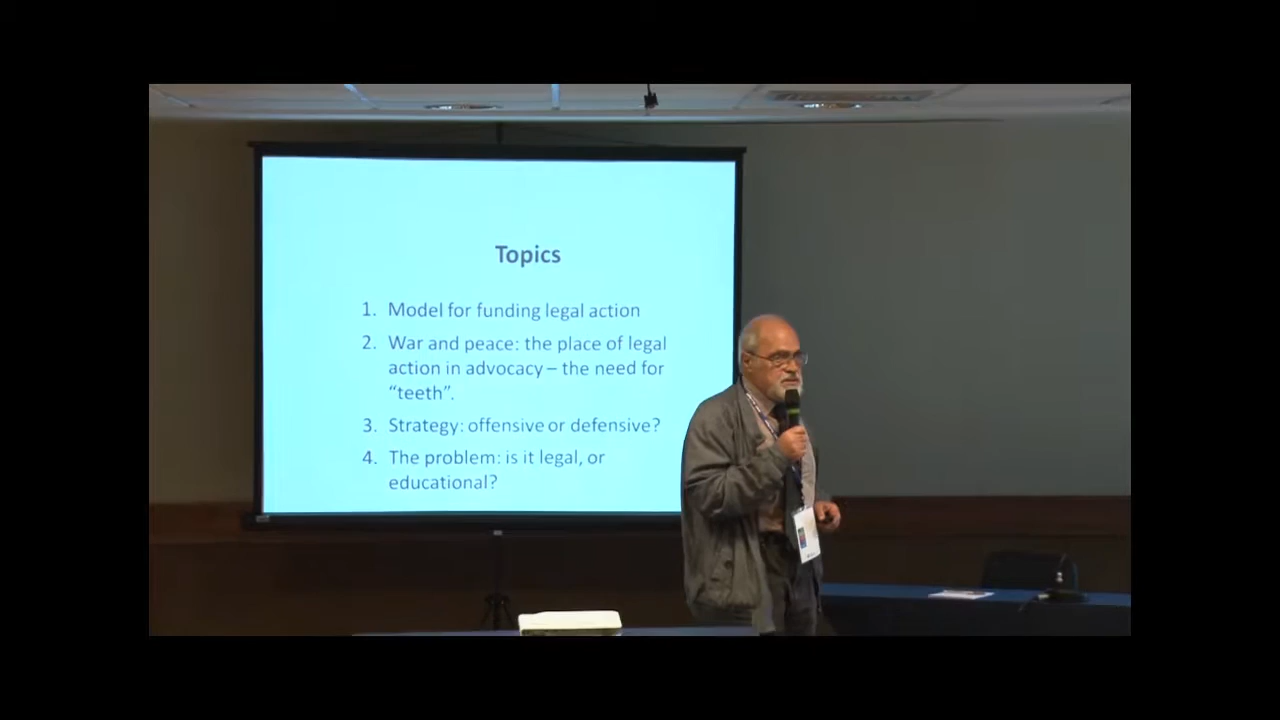 Topics
1. Model for funding legal action
2. War and peace: the place of legal
action in advocacy – the need for
“teeth”.
3. Strategy: offensive or defensive?
4. The problem: is it legal, or
educational?